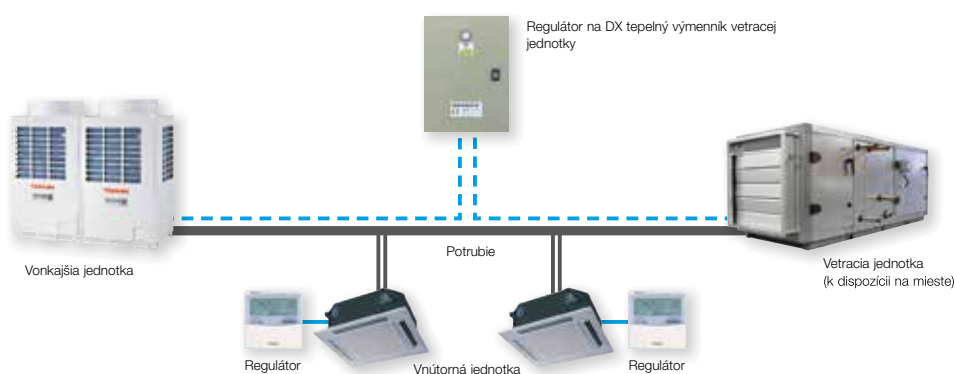 Regulátor na DX tepelný výmenník vetracej
jednotky
TOSHIBA
Potrubie
Vonkajšia jednotka
Vetracia jednotka
(k dispozícii na mieste)
Regulátor
Vnútorná jednotka
Regulátor